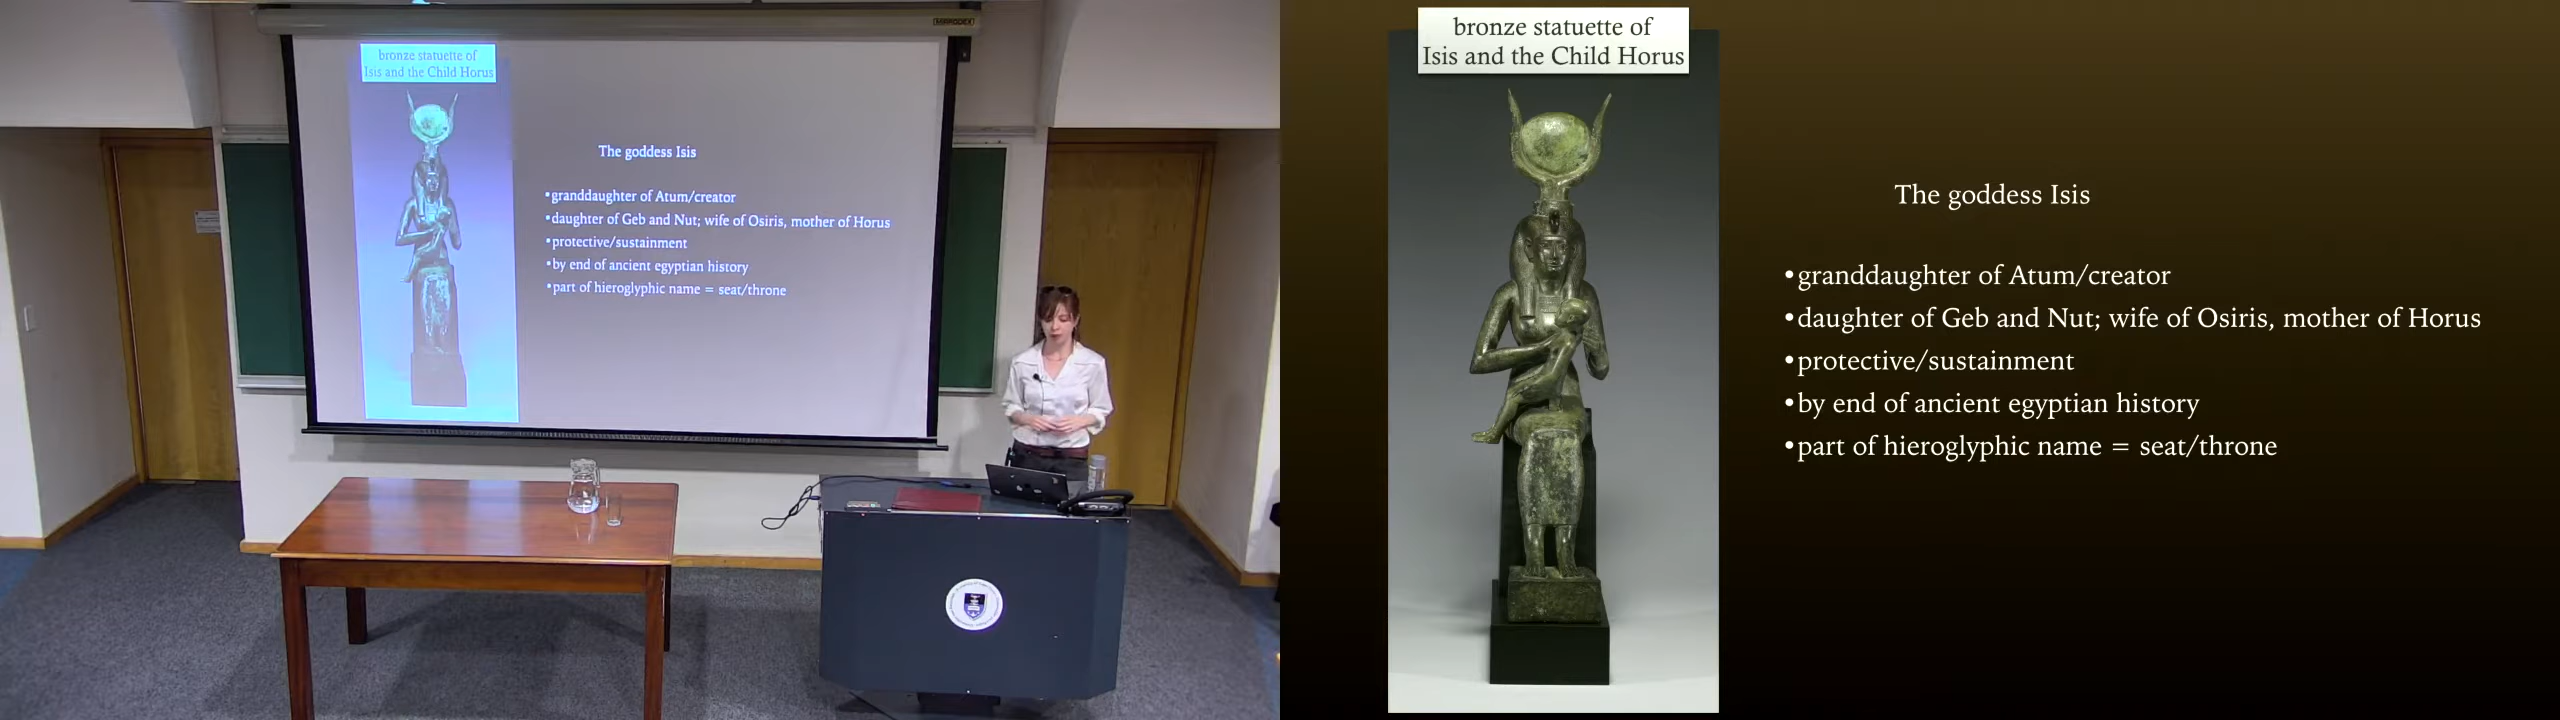 bronze statuette of
Isis and the Child Horus
The goddess Isis
•granddaughter of Atum/creator
•daughter of Geb and Nut; wife of Osiris, mother of Horus
•protective/sustainment
•by end of ancient egyptian history
•part of hieroglyphic name = seat/throne
bronze statuette of
Isis and the Child Horus
The goddess Isis
•granddaughter of Atum/creator
•daughter of Geb and Nut; wife of Osiris, mother of Horus
•protective/sustainment
•by end of ancient egyptian history
•part of hieroglyphic name = seat/throne